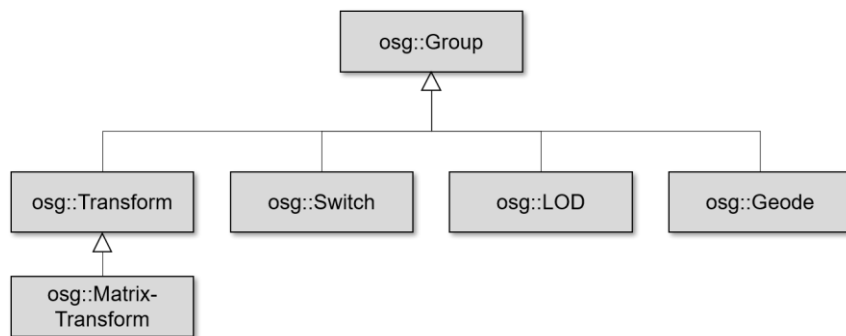 osg::Group
osg::Transform
osg::Switch
osg::LOD
osg::Geode
osg::Matrix-
Transform